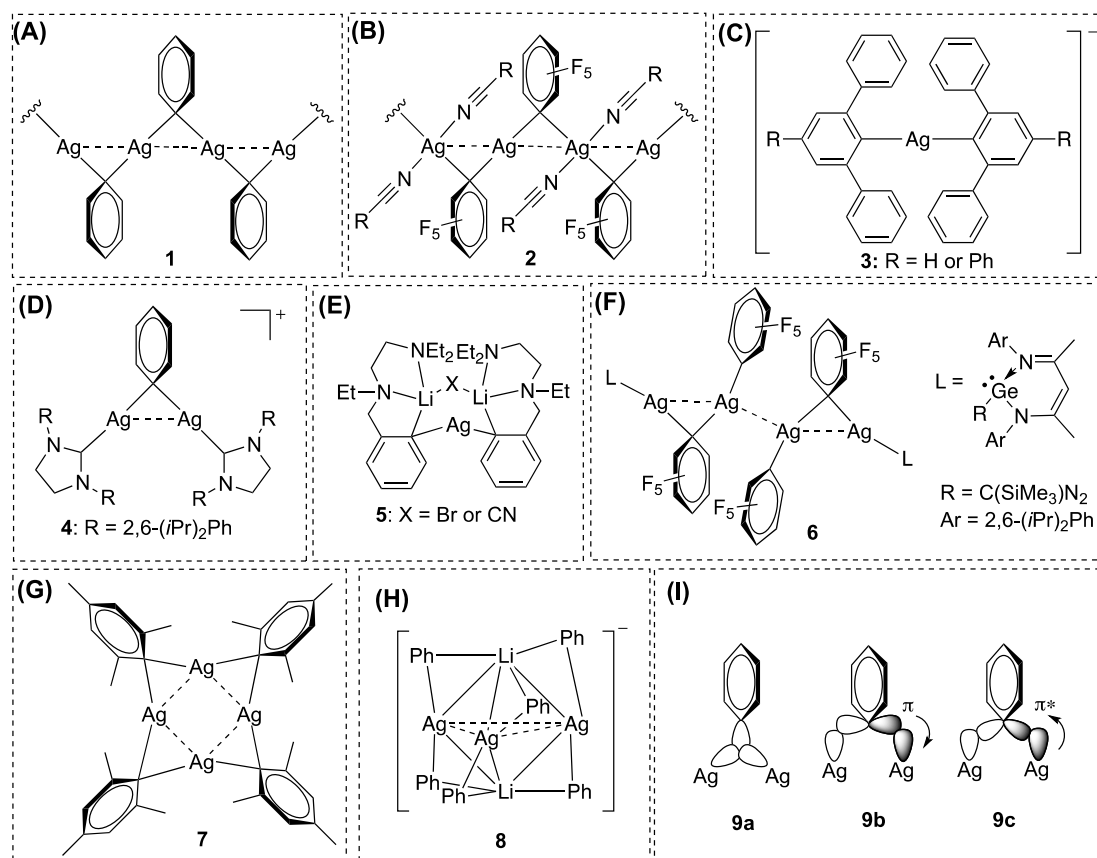 (A)
Ag Ag Ag Ag
1
(B)
R
N
F5
N
R
Ag Ag Ag Ag
N
R
N
R
F5
F5
2
(C)
R
Ag
R
−
3: R = H or Ph
(D)
+
Ag Ag
R
N
N
R
R
N
N
R
4: R = 2,6-(iPr)2Ph
(E)
NEt2 Et2N
X
Et N Li Li N Et
Ag
5: X = Br or CN
(F)
F5
F5
L
Ag Ag
Ag Ag
L
F5
F5
6
L =
Ar
N
Ge
R
N
Ar
R = C(SiMe3)N2
Ar = 2,6-(iPr)2Ph
(G)
Ag
Ag Ag
Ag
7
(H)
−
Ph Li Ph
Ph
Ag Ag Ag
Ph Ph Li Ph
8
(I)
π π*
Ag Ag Ag Ag Ag Ag
9a 9b 9c